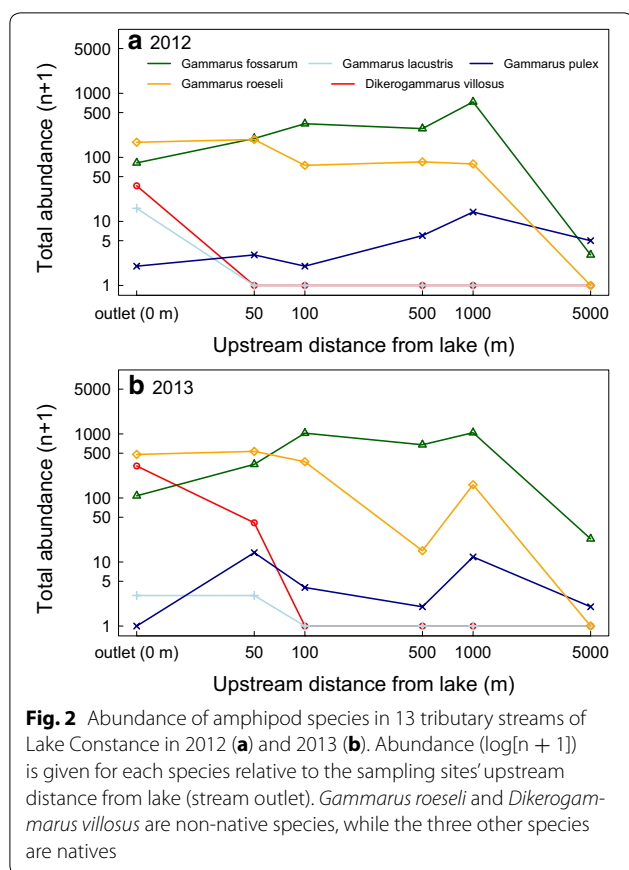 a 2012
Gammarus fossarum Gammarus lacustris Gammarus pulex
Gammarus roeseli Dikerogammarus villosus
Total abundance (n+1)
5000
1000
500
100
50
10
5
1
outlet (0 m) 50 100 500 1000 5000
Upstream distance from lake (m)
b 2013
Total abundance (n+1)
5000
1000
500
100
50
10
5
1
outlet (0 m) 50 100 500 1000 5000
Upstream distance from lake (m)
Fig. 2 Abundance of amphipod species in 13 tributary streams of
Lake Constance in 2012 (a) and 2013 (b). Abundance (log[n + 1])
is given for each species relative to the sampling sites’ upstream
distance from lake (stream outlet). Gammarus roeseli and Dikerogam-
marus villosus are non-native species, while the three other species
are natives